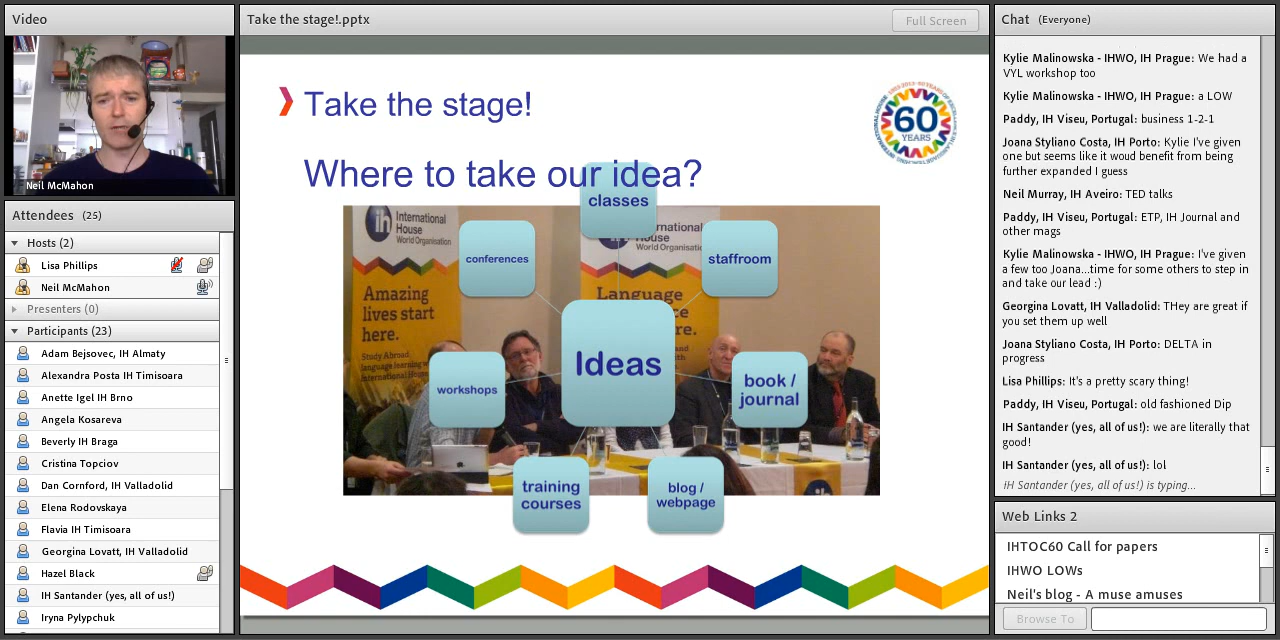 Video
Neil McMahon
Attendees (25)
Hosts (2)
Lisa Phillips
Neil McMahon
Presenters (0)
Participants (23)
Adam Bejsovec, IH Almaty
Alexandra Posta IH Timisoara
Anette Igel IH Brno
Angela Kosareva
Beverly IH Braga
Cristina Topciov
Dan Cornford, IH Valladolid
Elena Rodovskaya
Flavia IH Timisoara
Georgina Lovatt, IH Valladolid
Hazel Black
IH Santander (yes, all of us!)
Iryna Pylypchuk
Take the stage!.pptx
Full Screen
Take the stage!
60
YEARS
Where to take our idea?
classes
ih International
House
World Organisation
conferences
staffroom
Amazing
lives start
here.
Study Abroad:
Language
Ideas
workshops
book /
journal
training
courses
blog /
webpage
ih
Chat (Everyone)
Kylie Malinowska - IHWO, IH Prague: We had a
VYL workshop too
Kylie Malinowska - IHWO, IH Prague: a LOW
Paddy, IH Viseu, Portugal: business 1-2-1
Joana Styliano Costa, IH Porto: Kylie I've given
one but seems like it woud benefit from being
further expanded I guess
Neil Murray, IH Aveiro: TED talks
Paddy, IH Viseu, Portugal: ETP, IH Journal and
other mags
Kylie Malinowska - IHWO, IH Prague: I've given
a few too Joana...time for some others to step in
and take our lead :)
Georgina Lovatt, IH Valladolid: THey are great if
you set them up well
Joana Styliano Costa, IH Porto: DELTA in
progress
Lisa Phillips: It's a pretty scary thing!
Paddy, IH Viseu, Portugal: old fashioned Dip
IH Santander (yes, all of us!): we are literally that
good!
IH Santander (yes, all of us!): lol
iH Santander (yes, all of us!) is typing...
Web Links 2
IHTOC60 Call for papers
IHWO LOWs
Neil's blog - A muse amuses
Browse To